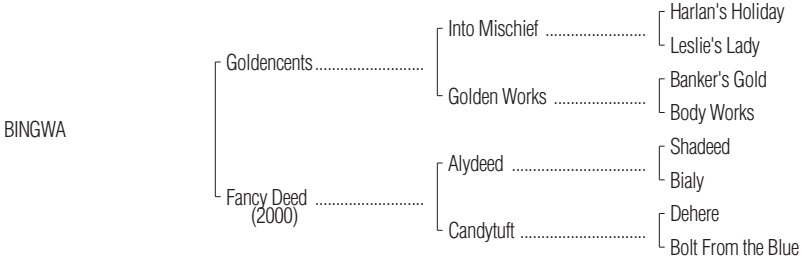 Harlan's Holiday
Into Mischief ........................
Leslie's Lady
Goldencents..........................
Banker's Gold
Golden Works ......................
Body Works
BINGWA
Shadeed
Alydeed ................................
Bialy
Fancy Deed ..........................
(2000)
Dehere
Candytuft ..............................
Bolt From the Blue